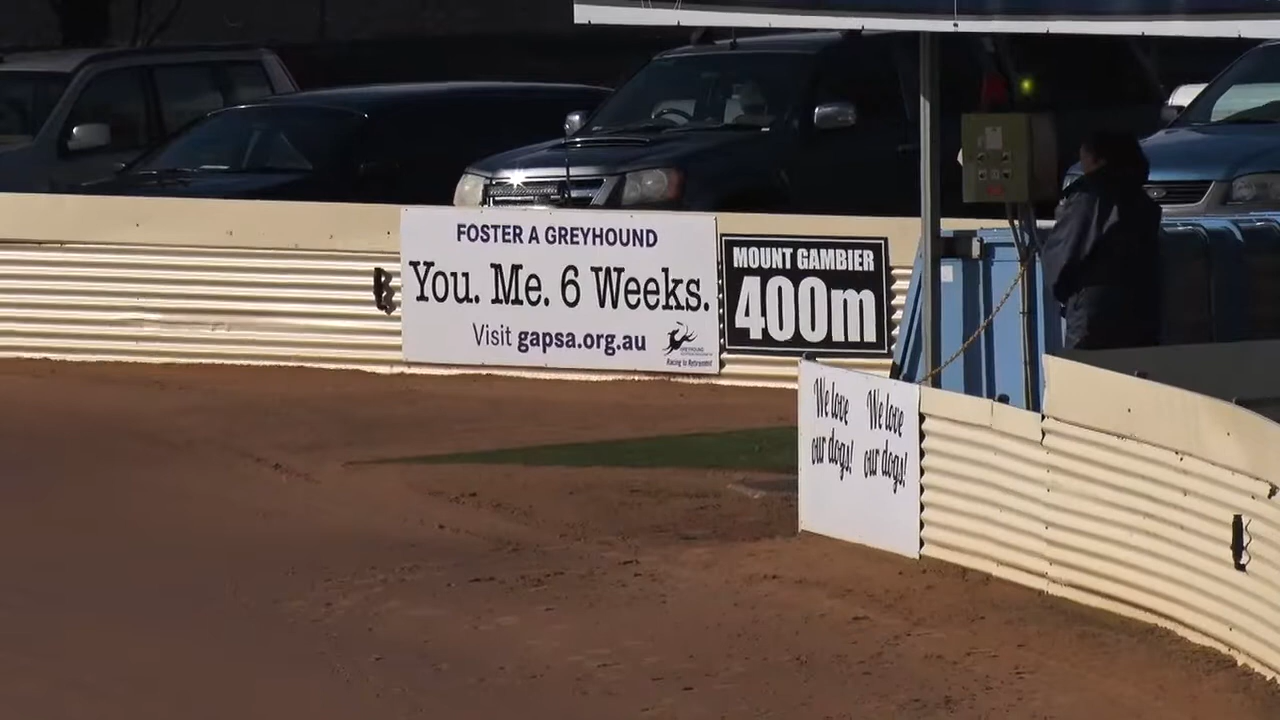 FOSTER A GREYHOUND
You. Me. 6 Weeks.
Visit gapsa.org.au
GREYHOUND
Racing to Retirement
MOUNT GAMBIER
400m
We love
our dogs!
We love
our dogs!